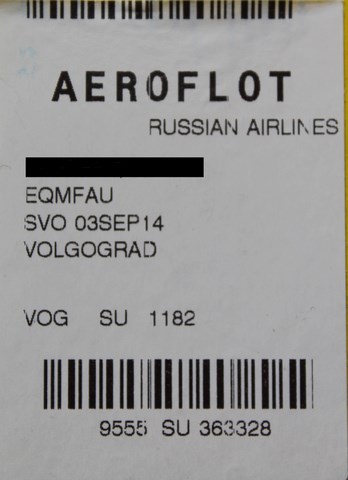 AEROFLOT
RUSSIAN AIRLINES
EQMFAU
SVO 03SEP14
VOLGOGRAD
VOG SU 1182
9555 SU 363328